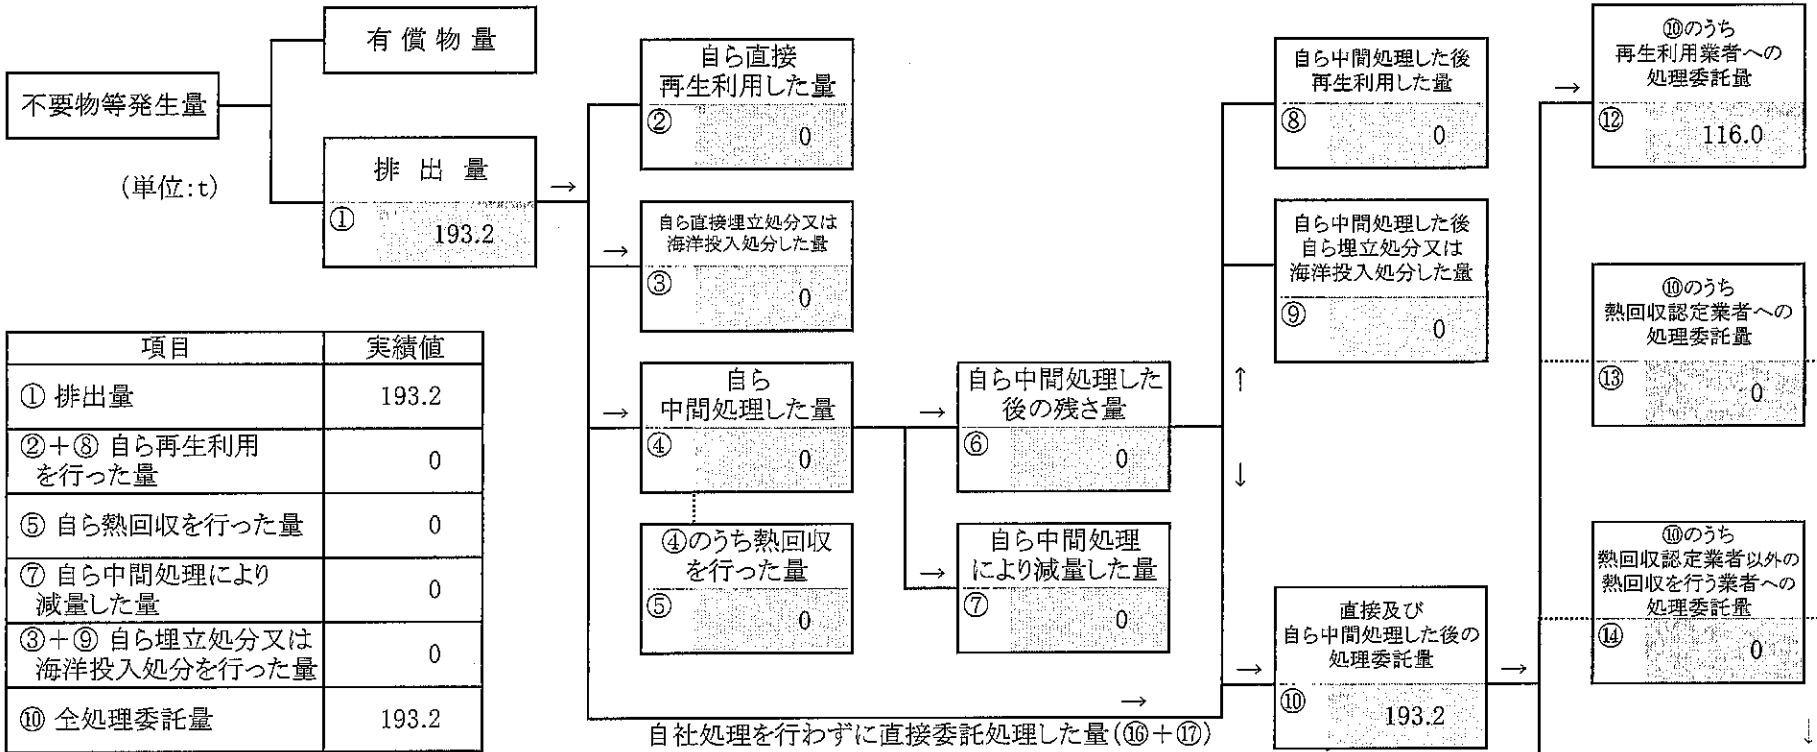 有償物量
不要物等発生量
(単位:t)
排出量
①
193.2
→
自ら直接
再生利用した量
②
0
→
自ら直接埋立処分又は
海洋投入処分した量
③
0
→
自ら
中間処理した量
④
0
④のうち熱回収
を行った量
⑤
0
→
自ら中間処理した
後の残さ量
⑥
0
→
自ら中間処理
により減量した量
⑦
0
自ら中間処理した後
再生利用した量
⑧
0
自ら中間処理した後
自ら埋立処分又は
海洋投入処分した量
⑨
0
↑
↓
→
自社処理を行わずに直接委託処理した量(⑯+⑰)
→
直接及び
自ら中間処理した後の
処理委託量
⑩
193.2
→
→
⑩のうち
再生利用業者への
処理委託量
⑫
116.0
⑩のうち
熱回収認定業者への
処理委託量
⑬
0
⑩のうち
熱回収認定業者以外の
熱回収を行う業者への
処理委託量
⑭
0
↓
項目 実績値
① 排出量 193.2
②+⑧ 自ら再生利用
を行った量 0
⑤ 自ら熱回収を行った量 0
⑦ 自ら中間処理により
減量した量 0
③+⑨ 自ら埋立処分又は
海洋投入処分を行った量 0
⑩ 全処理委託量 193.2